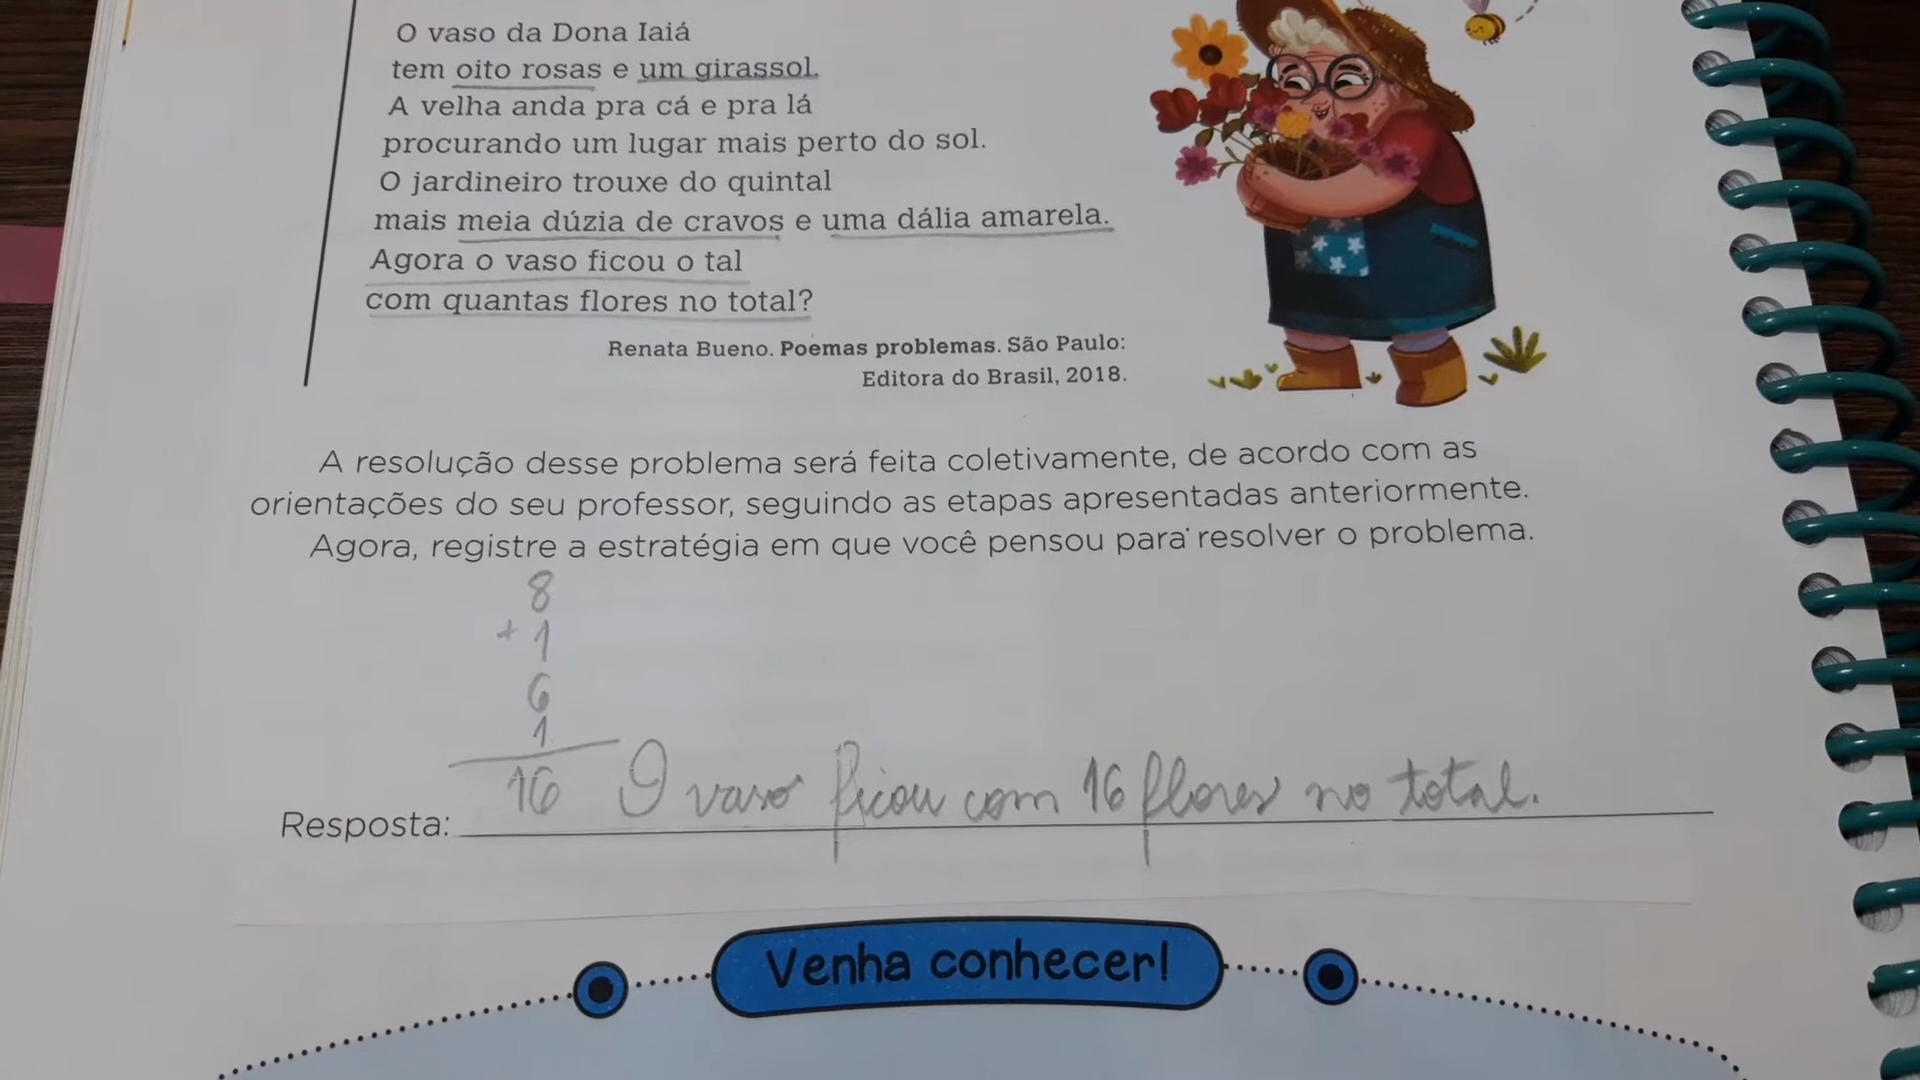 O vaso da Dona Iaiá
tem oito rosas e um girassol.
A velha anda pra cá e pra lá
procurando um lugar mais perto do sol.
O jardineiro trouxe do quintal
mais meia dúzia de cravos e uma dália amarela.
Agora o vaso ficou o tal
com quantas flores no total?
Renata Bueno. Poemas problemas. São Paulo:
Editora do Brasil, 2018.
A resolução desse problema será feita coletivamente, de acordo com as
orientações do seu professor, seguindo as etapas apresentadas anteriormente.
Agora, registre a estratégia em que você pensou para resolver o problema.
8
+ 1
6
1
16
Resposta: O vaso ficou com 16 flores no total.
Venha conhecer!